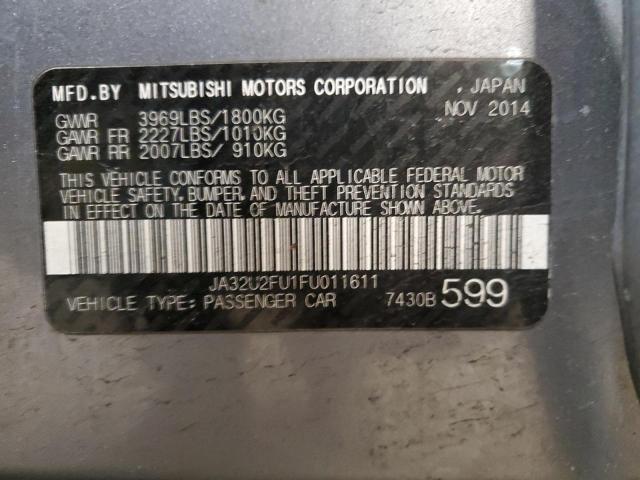 MFD.BY MITSUBISHI MOTORS CORPORATION , JAPAN
NOV 2014
GVWR 3969LBS/1800KG
GAWR FR 2227LBS/1010KG
GAWR RR 2007LBS/ 910KG
THIS VEHICLE CONFORMS TO ALL APPLICABLE FEDERAL MOTOR
VEHICLE SAFETY, BUMPER, AND THEFT PREVENTION STANDARDS
IN EFFECT ON THE DATE OF MANUFACTURE SHOWN ABOVE.
JA32U2FU1FU011611
VEHICLE TYPE: PASSENGER CAR 7430B 599